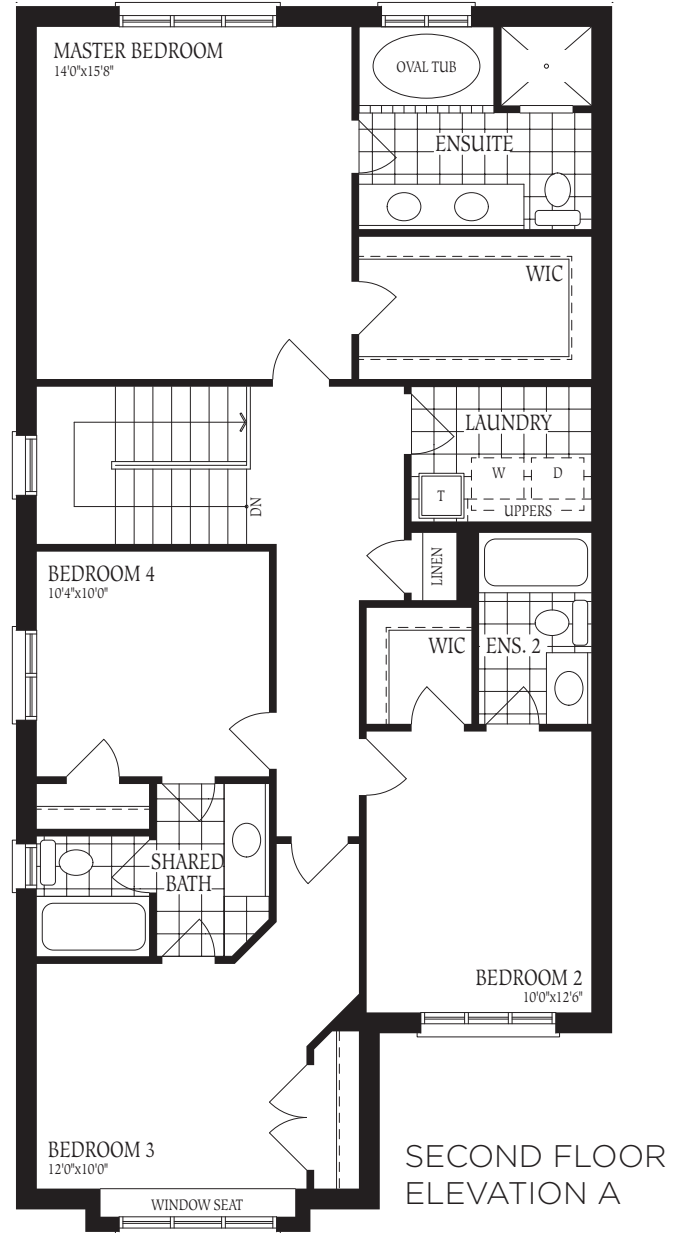 MASTER BEDROOM
14'0"x15'8"
OVAL TUB
ENSUITE
WIC
LAUNDRY
W
D
T
UPPERS
DN
LINEN
BEDROOM 4
10'4"x10'0"
WIC
ENS. 2
SHARED
BATH
BEDROOM 2
10'0"x12'6"
BEDROOM 3
12'0"x10'0"
WINDOW SEAT
SECOND FLOOR
ELEVATION A